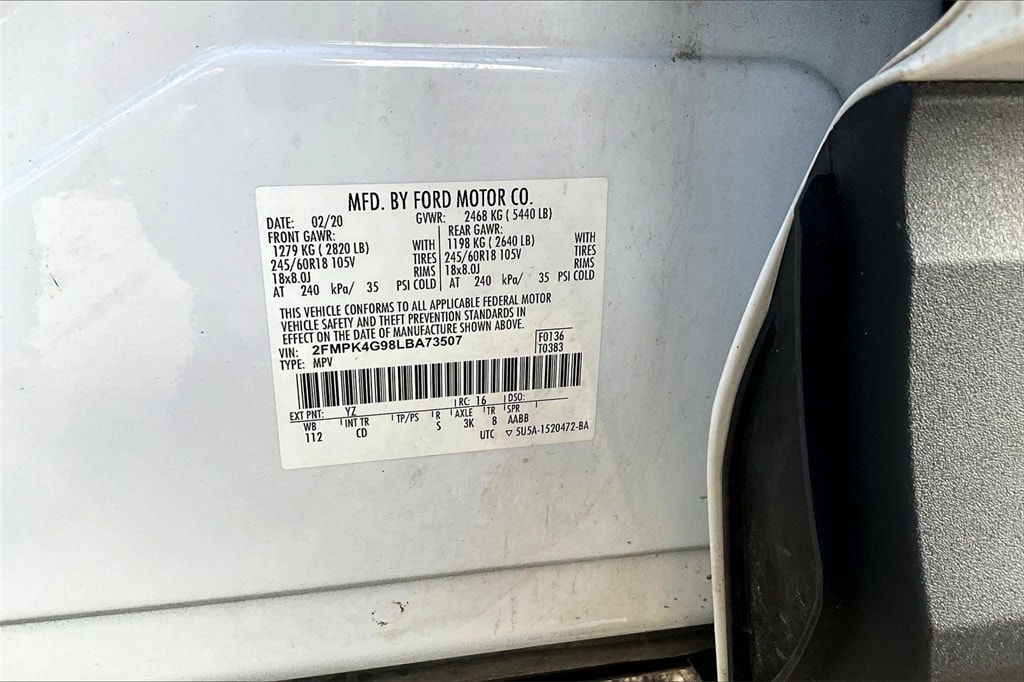 MFD. BY FORD MOTOR CO.
DATE: 02/20 GVWR: 2468 KG ( 5440 LB)
FRONT GAWR: REAR GAWR:
1279 KG ( 2820 LB) WITH 1198 KG ( 2640 LB) WITH
245/60R18 105V TIRES 245/60R18 105V TIRES
18x8.0J RIMS 18x8.0J RIMS
AT 240 kPa/ 35 PSI COLD AT 240 kPa/ 35 PSI COLD
THIS VEHICLE CONFORMS TO ALL APPLICABLE FEDERAL MOTOR
VEHICLE SAFETY AND THEFT PREVENTION STANDARDS IN
EFFECT ON THE DATE OF MANUFACTURE SHOWN ABOVE.
VIN: 2FMPK4G98LBA73507 F0136
TYPE: MPV T0383
EXT PNT: YZ RC: 16 DSO:
WB INT TR TP/PS R AXLE TR SPR
112 CD S 3K 8 AABB
UTC ▽ 5U5A-1520472-BA